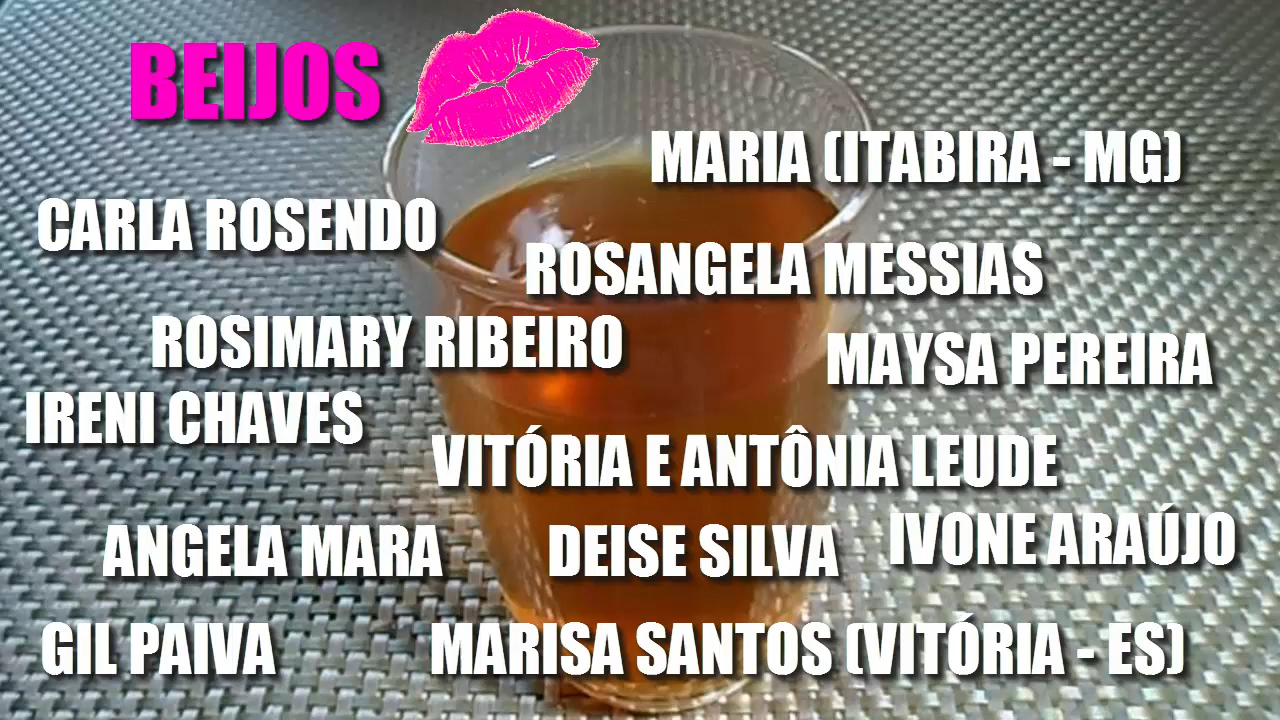 BEIJOS
MARIA (ITABIRA - MG)
CARLA ROSENDO
ROSANGELA MESSIAS
ROSIMARY RIBEIRO
MAYSA PEREIRA
IRENI CHAVES
VITÓRIA E ANTÔNIA LEUDE
ANGELA MARA
DEISE SILVA
IVONE ARAÚJO
GIL PAIVA
MARISA SANTOS (VITÓRIA - ES)